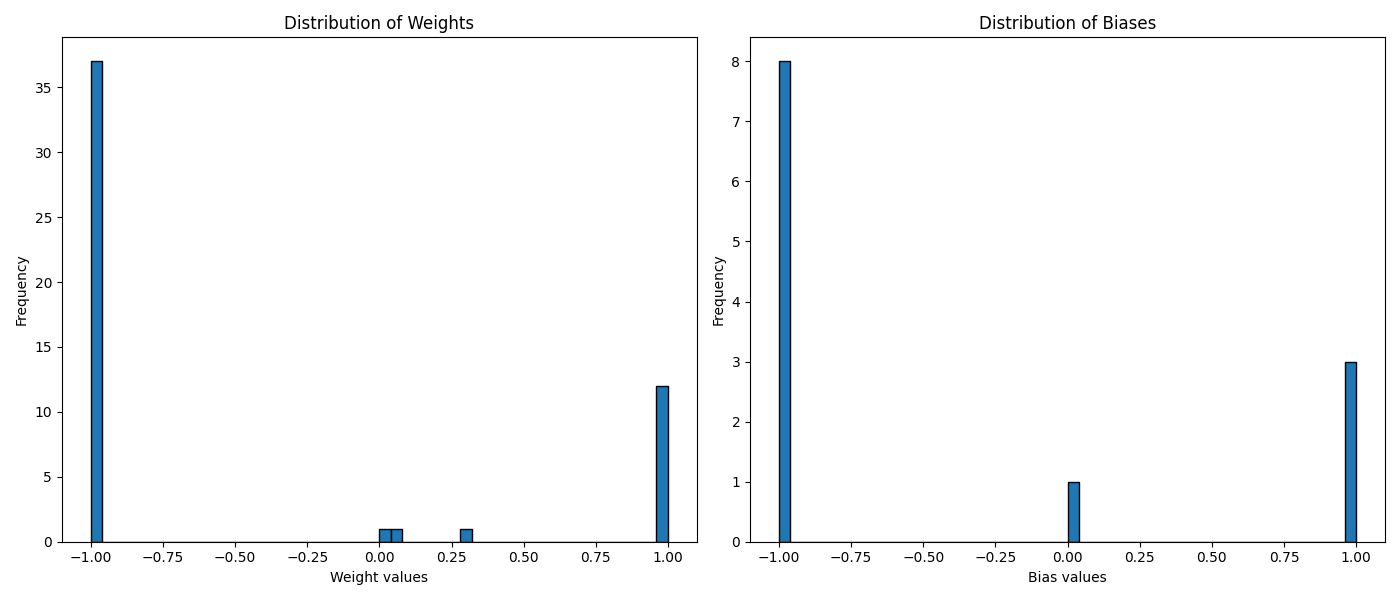 Distribution of Weights
Frequency
35
30
25
20
15
10
5
0
−1.00 −0.75 −0.50 −0.25 0.00 0.25 0.50 0.75 1.00
Weight values
Distribution of Biases
Frequency
8
7
6
5
4
3
2
1
0
−1.00 −0.75 −0.50 −0.25 0.00 0.25 0.50 0.75 1.00
Bias values